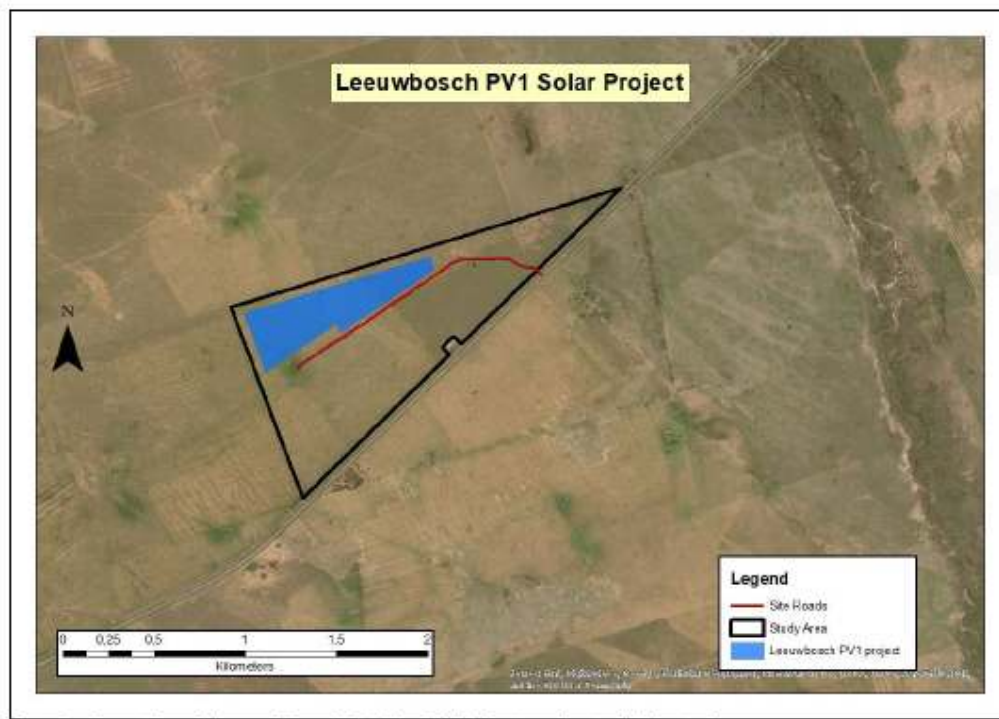 Leeuwbosch PV1 Solar Project
N
Legend
Site Roads
Study Area
Leeuwbosch PV1 project
0 0,25 0,5 1 1,5 2
Kilometers